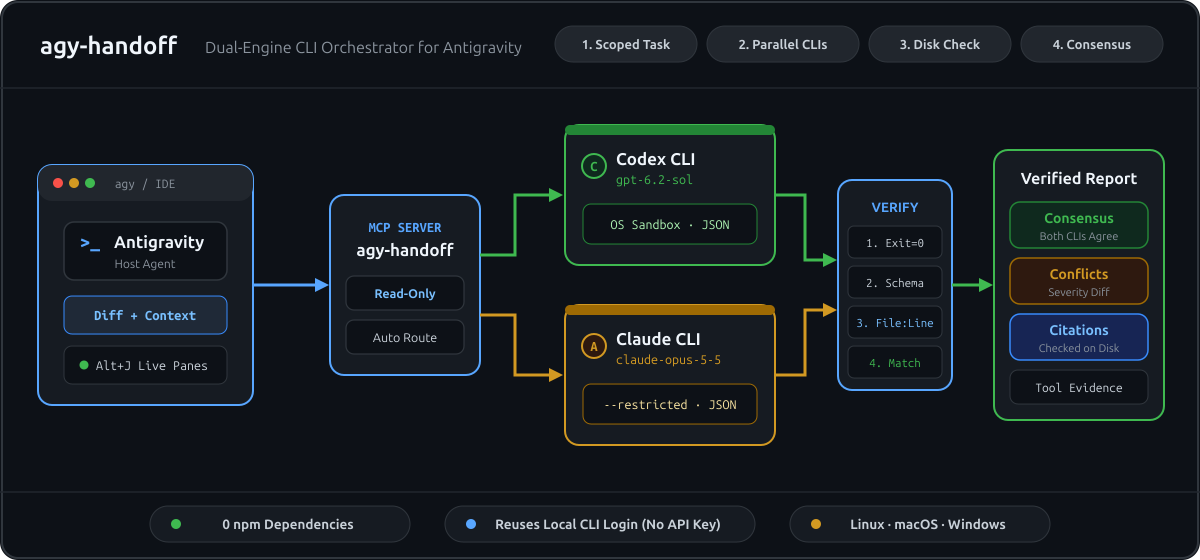 agy-handoff
Dual-Engine CLI Orchestrator for Antigravity
1. Scoped Task
2. Parallel CLIs
3. Disk Check
4. Consensus
agy / IDE
>_ Antigravity
Host Agent
Diff + Context
Alt+J Live Panes
MCP SERVER
agy-handoff
Read-Only
Auto Route
C
Codex CLI
gpt-6.2-sol
OS Sandbox · JSON
A
Claude CLI
claude-opus-5-5
--restricted · JSON
VERIFY
1. Exit=0
2. Schema
3. File:Line
4. Match
Verified Report
Consensus
Both CLIs Agree
Conflicts
Severity Diff
Citations
Checked on Disk
Tool Evidence
0 npm Dependencies
Reuses Local CLI Login (No API Key)
Linux · macOS · Windows